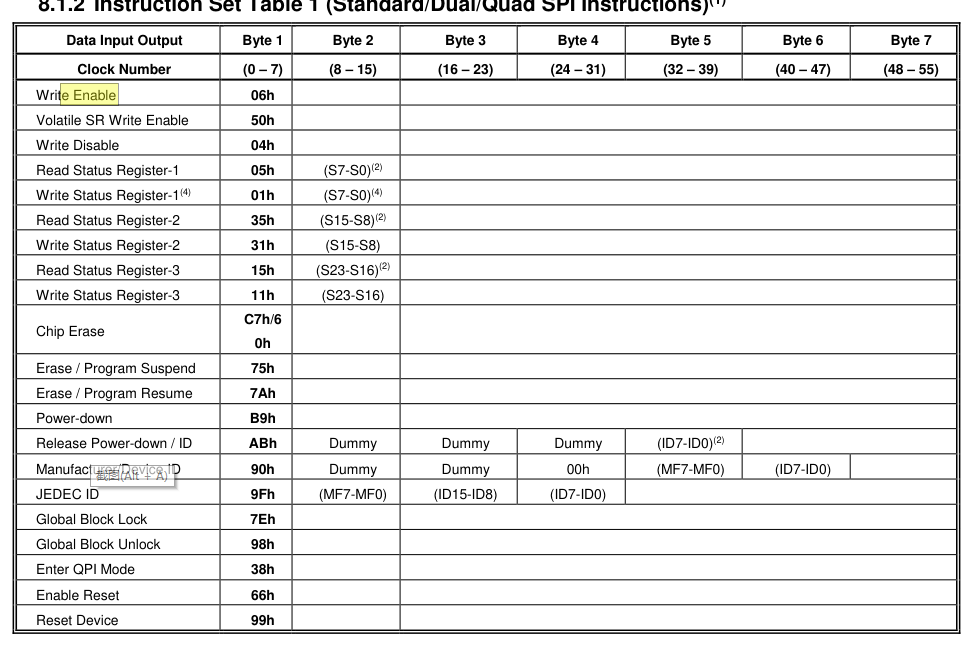 8.1.2 Instruction Set Table 1 (Standard/Dual/Quad SPI Instructions)(1)
Data Input Output Byte 1 Byte 2 Byte 3 Byte 4 Byte 5 Byte 6 Byte 7
Clock Number (0 – 7) (8 – 15) (16 – 23) (24 – 31) (32 – 39) (40 – 47) (48 – 55)
Write Enable 06h
Volatile SR Write Enable 50h
Write Disable 04h
Read Status Register-1 05h (S7-S0)(2)
Write Status Register-1(4) 01h (S7-S0)(4)
Read Status Register-2 35h (S15-S8)(2)
Write Status Register-2 31h (S15-S8)
Read Status Register-3 15h (S23-S16)(2)
Write Status Register-3 11h (S23-S16)
Chip Erase C7h/6
0h
Erase / Program Suspend 75h
Erase / Program Resume 7Ah
Power-down B9h
Release Power-down / ID ABh Dummy Dummy Dummy (ID7-ID0)(2)
Manufacturer/Device ID 90h Dummy Dummy 00h (MF7-MF0) (ID7-ID0)
截图(Alt + A)
JEDEC ID 9Fh (MF7-MF0) (ID15-ID8) (ID7-ID0)
Global Block Lock 7Eh
Global Block Unlock 98h
Enter QPI Mode 38h
Enable Reset 66h
Reset Device 99h